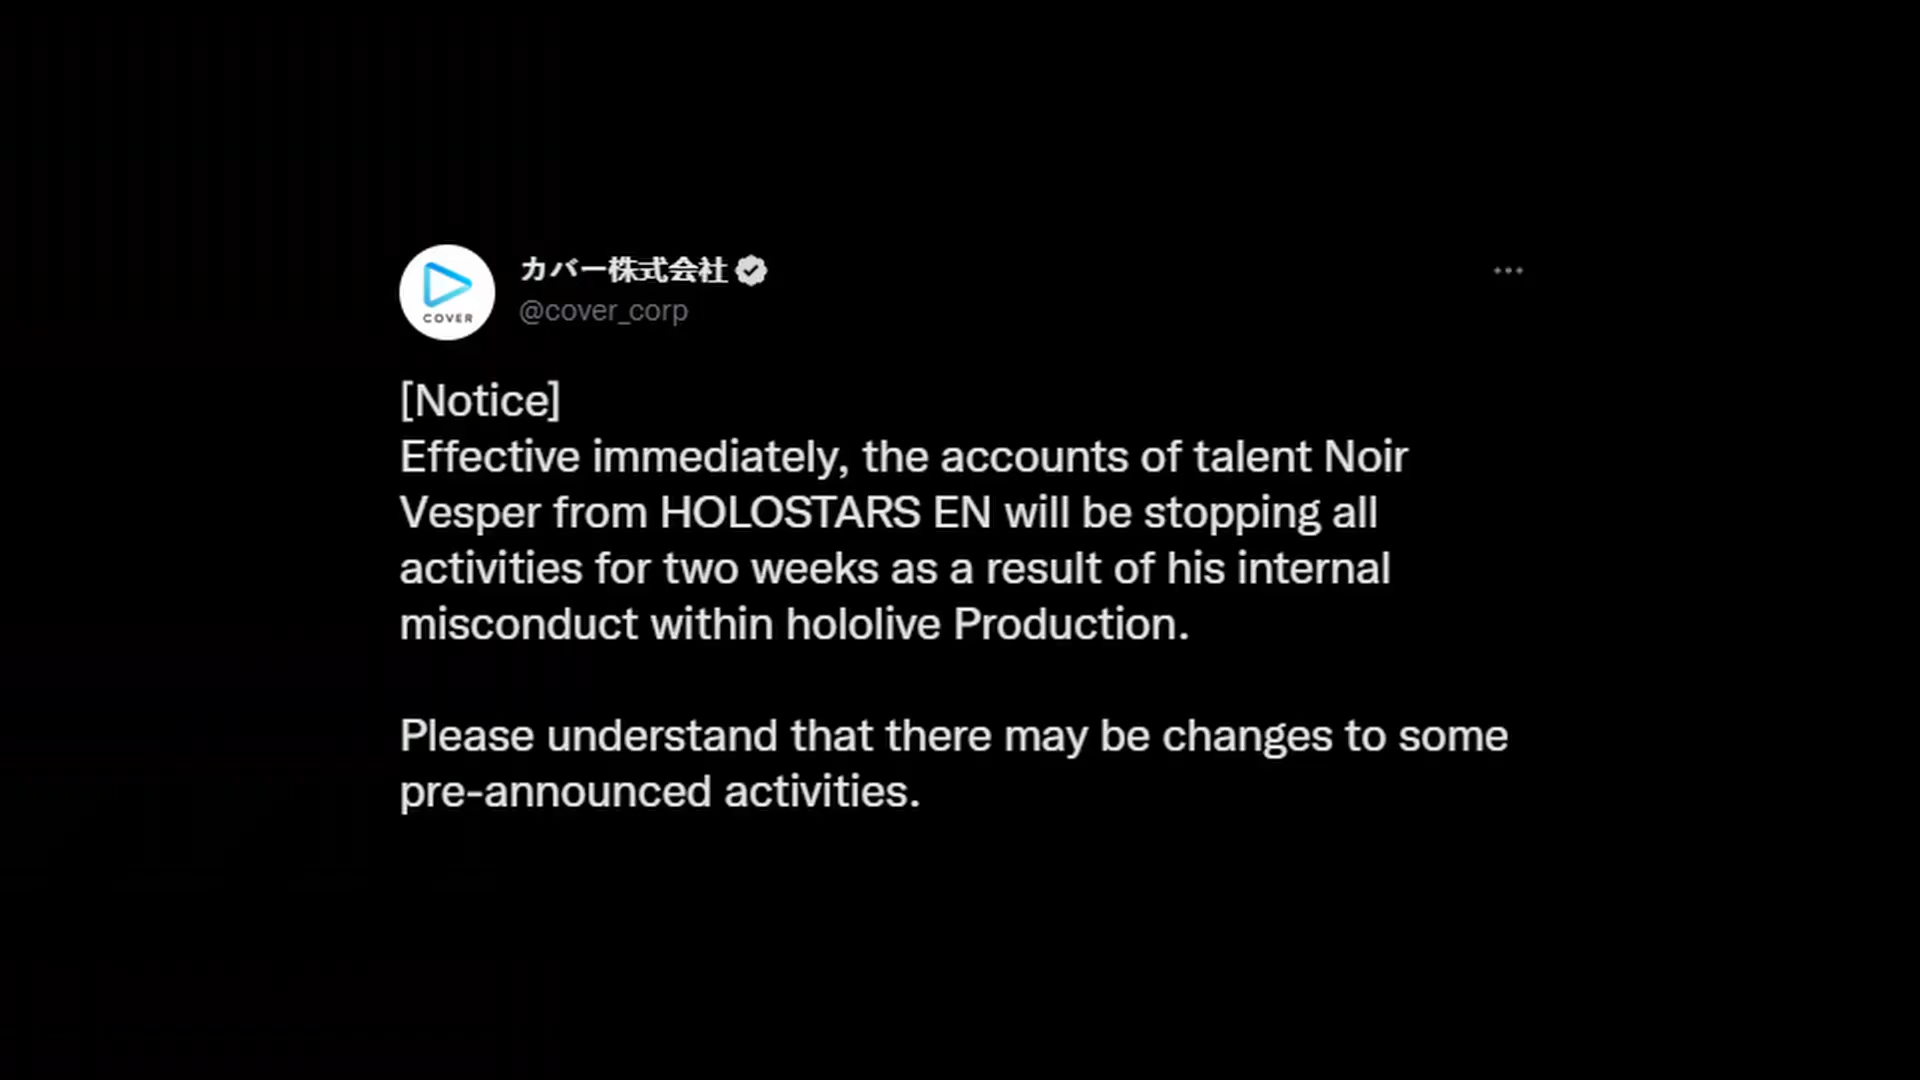 カバー株式会社
@cover_corp
COVER
[Notice]
Effective immediately, the accounts of talent Noir
Vesper from HOLOSTARS EN will be stopping all
activities for two weeks as a result of his internal
misconduct within hololive Production.
Please understand that there may be changes to some
pre-announced activities.